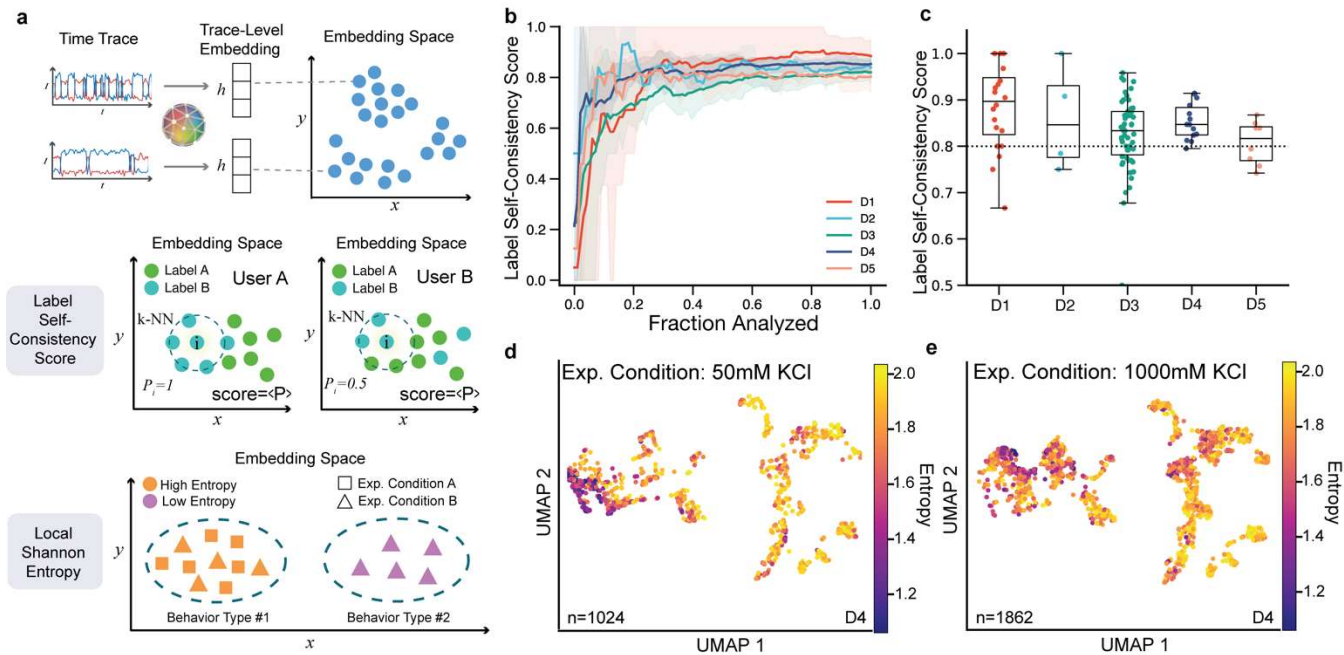 a
Time Trace
Trace-Level
Embedding
Embedding Space
I
t
h
y
I
t
h
x
Label
Self-
Consistency
Score
Embedding Space
Label A
Label B
User A
k-NN
i
y
Pi=1
score=‹P›
x
Embedding Space
Label A
Label B
User B
k-NN
i
y
Pi=0.5
score=‹P›
x
Local
Shannon
Entropy
Embedding Space
High Entropy
Low Entropy
Exp. Condition A
Exp. Condition B
y
Behavior Type #1
Behavior Type #2
x
b
Label Self-Consistency Score
1.0
0.8
0.6
0.4
0.2
0.0
D1
D2
D3
D4
D5
0.0 0.2 0.4 0.6 0.8 1.0
Fraction Analyzed
c
Label Self-Consistency Score
1.0
0.9
0.8
0.7
0.6
0.5
D1 D2 D3 D4 D5
d
Exp. Condition: 50mM KCl
UMAP 2
n=1024
D4
UMAP 1
2.0
1.8
1.6
1.4
1.2
Entropy
e
Exp. Condition: 1000mM KCl
UMAP 2
n=1862
D4
UMAP 1
2.0
1.8
1.6
1.4
1.2
Entropy